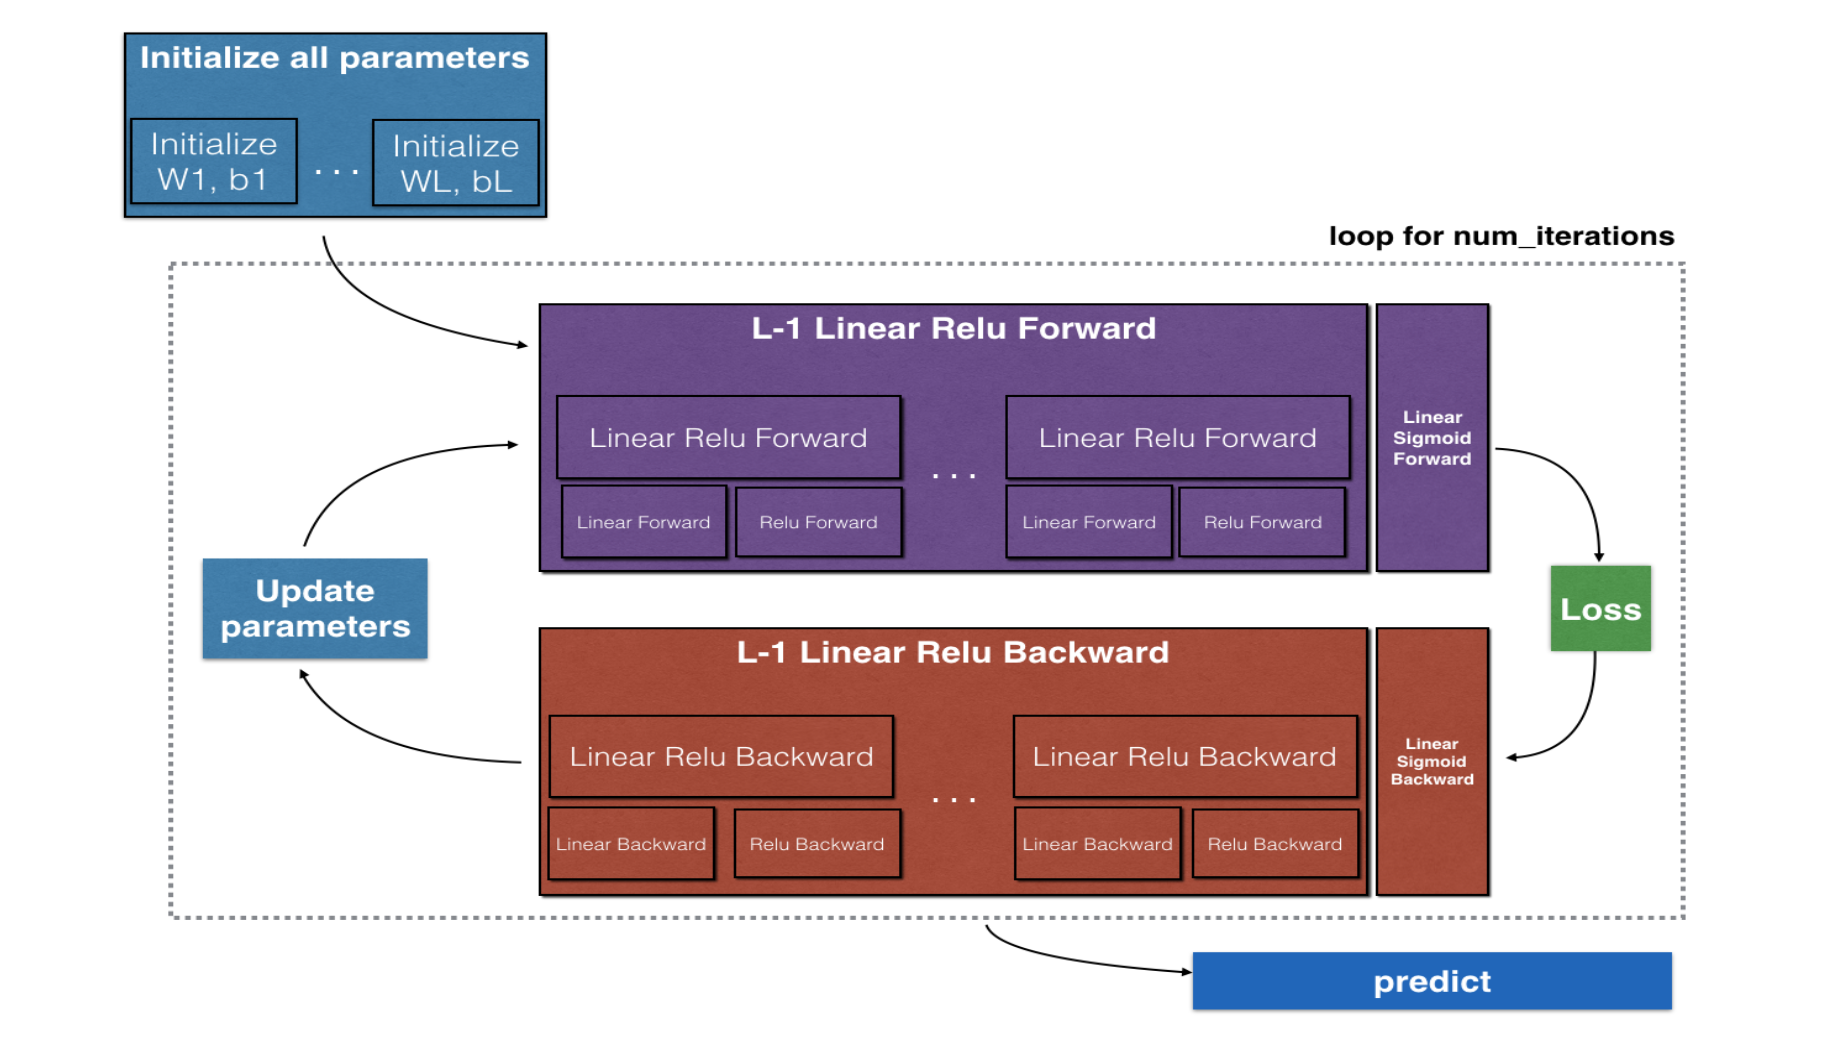 Initialize all parameters
Initialize
W1, b1
. . .
Initialize
WL, bL
loop for num_iterations
L-1 Linear Relu Forward
Linear Relu Forward
. . .
Linear Relu Forward
Linear Forward
Relu Forward
Linear Forward
Relu Forward
Linear
Sigmoid
Forward
Update
parameters
Loss
L-1 Linear Relu Backward
Linear Relu Backward
. . .
Linear Relu Backward
Linear Backward
Relu Backward
Linear Backward
Relu Backward
Linear
Sigmoid
Backward
predict